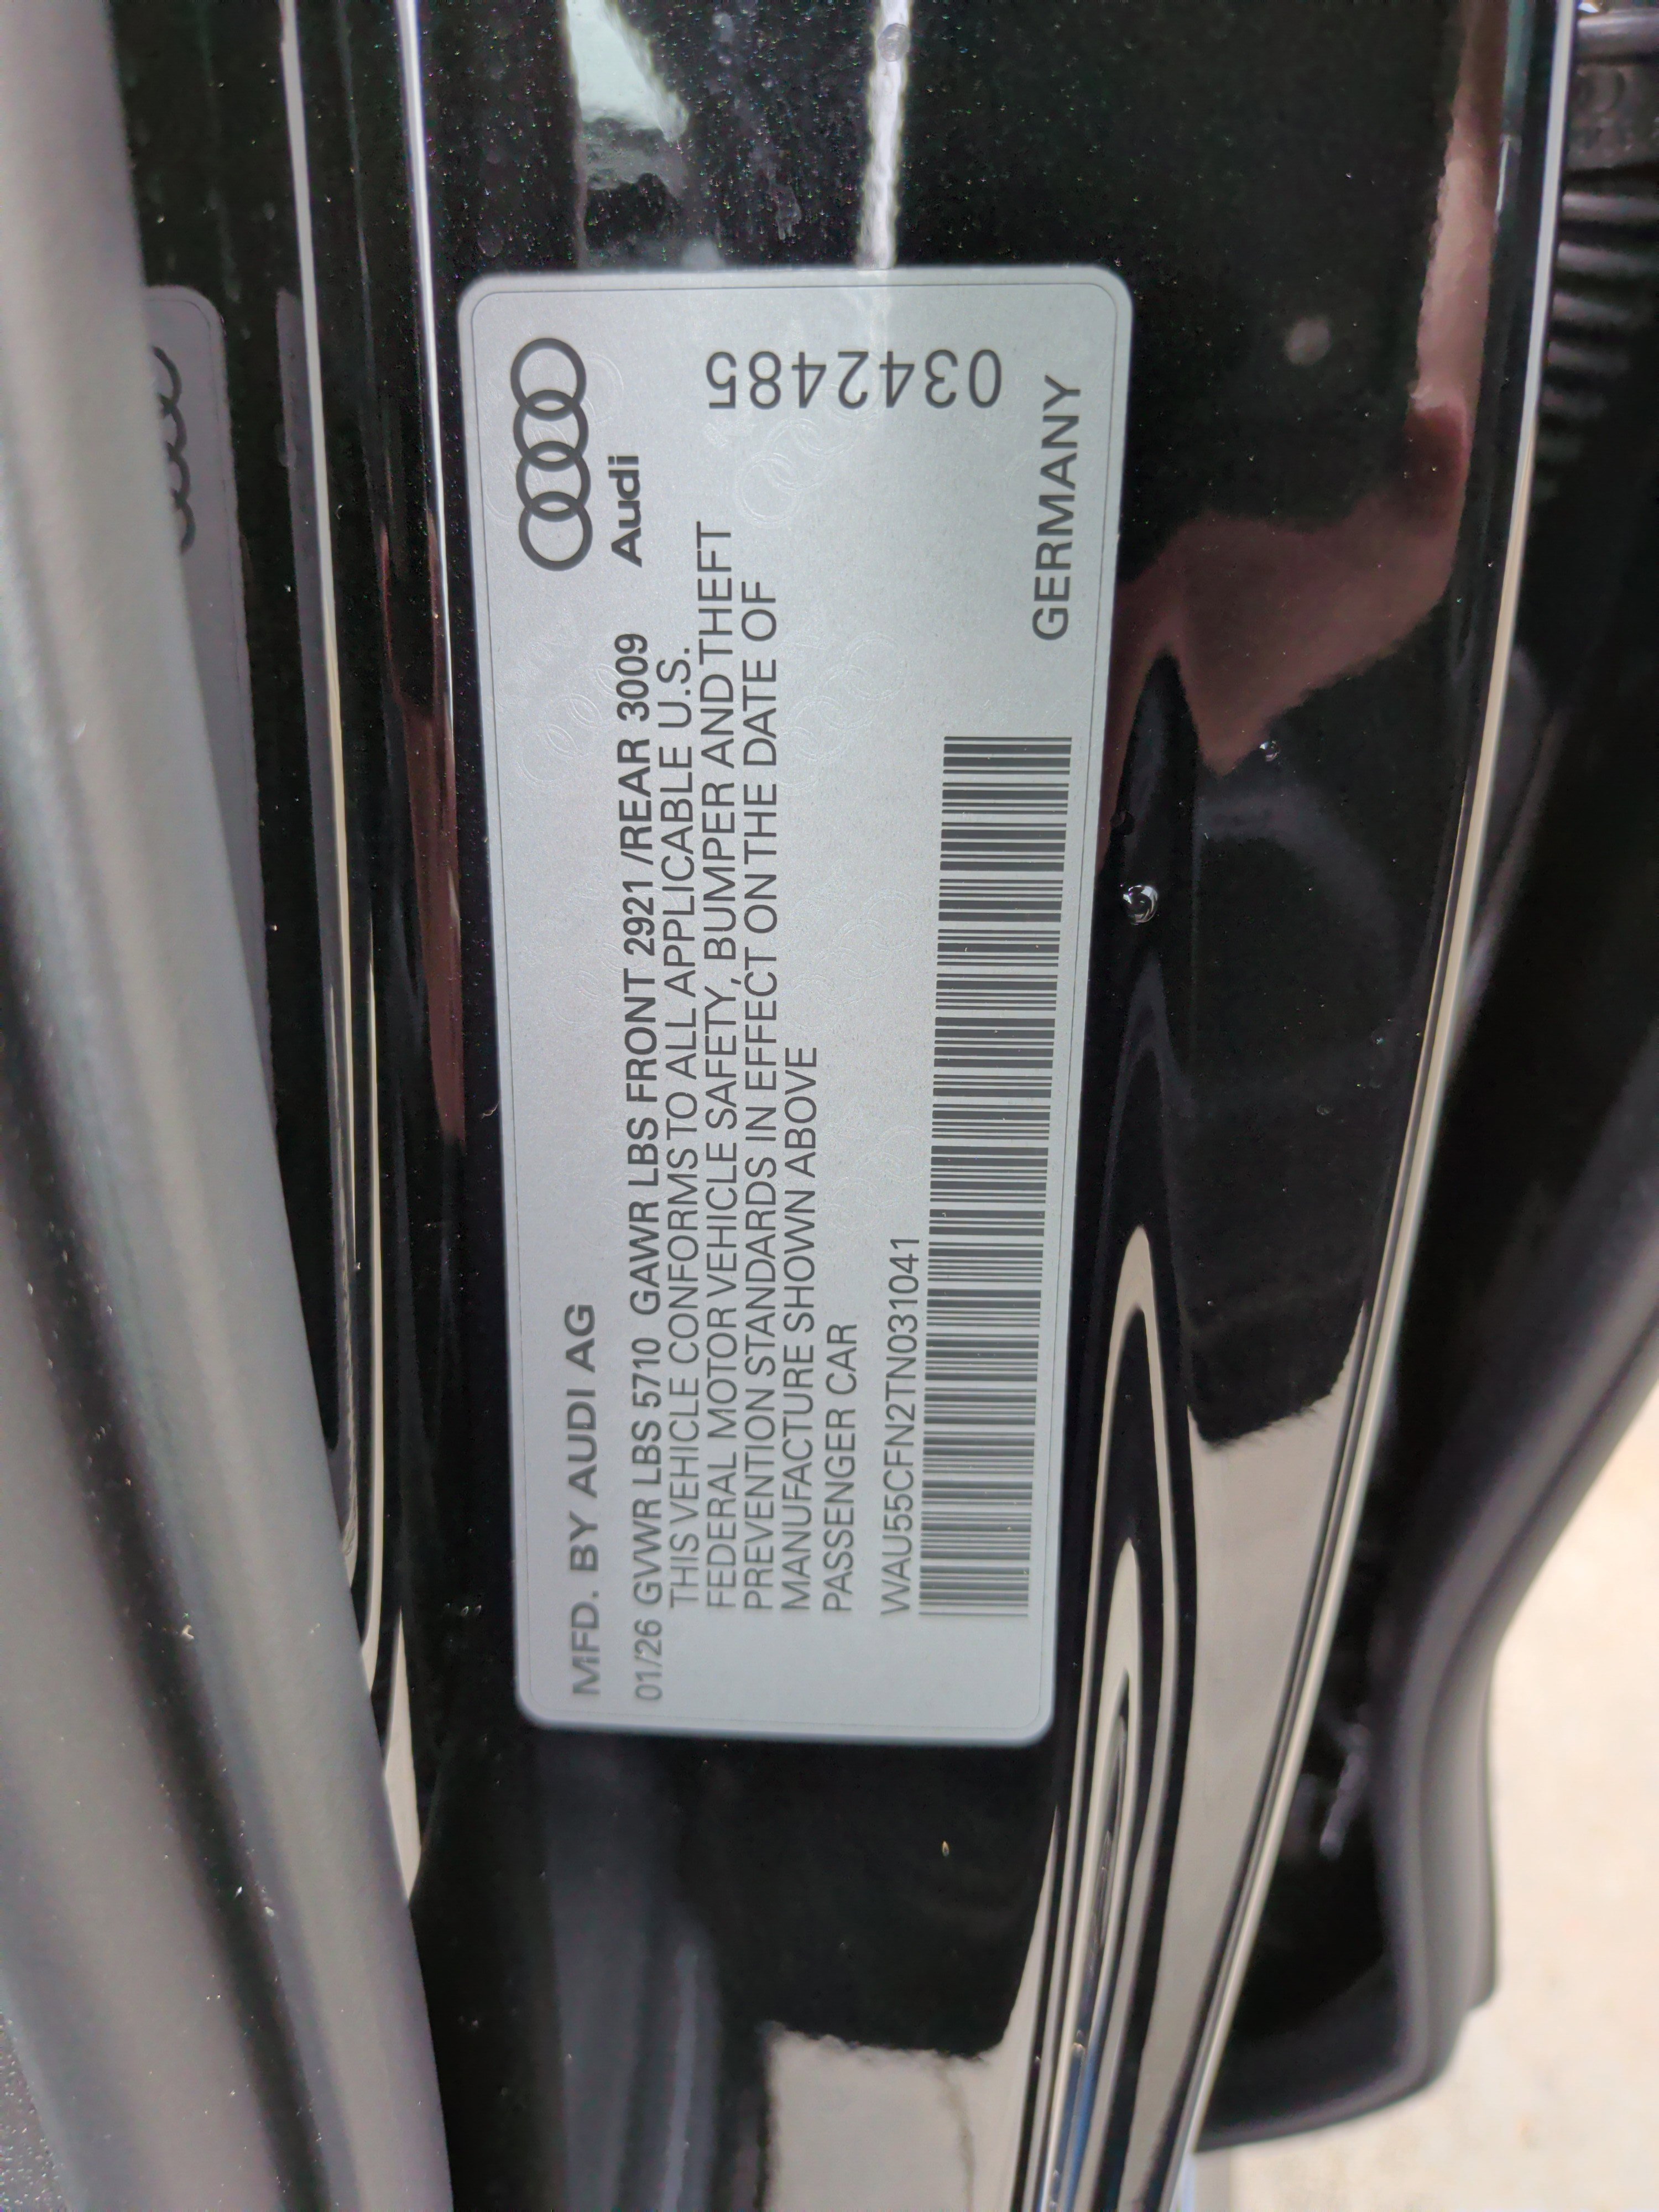 Audi
MFD. BY AUDI AG
01/26 GVWR LBS 5710 GAWR LBS FRONT 2921 /REAR 3009
THIS VEHICLE CONFORMS TO ALL APPLICABLE U.S.
FEDERAL MOTOR VEHICLE SAFETY, BUMPER AND THEFT
PREVENTION STANDARDS IN EFFECT ON THE DATE OF
MANUFACTURE SHOWN ABOVE
PASSENGER CAR
WAU55CFN2TN031041
GERMANY
0342485